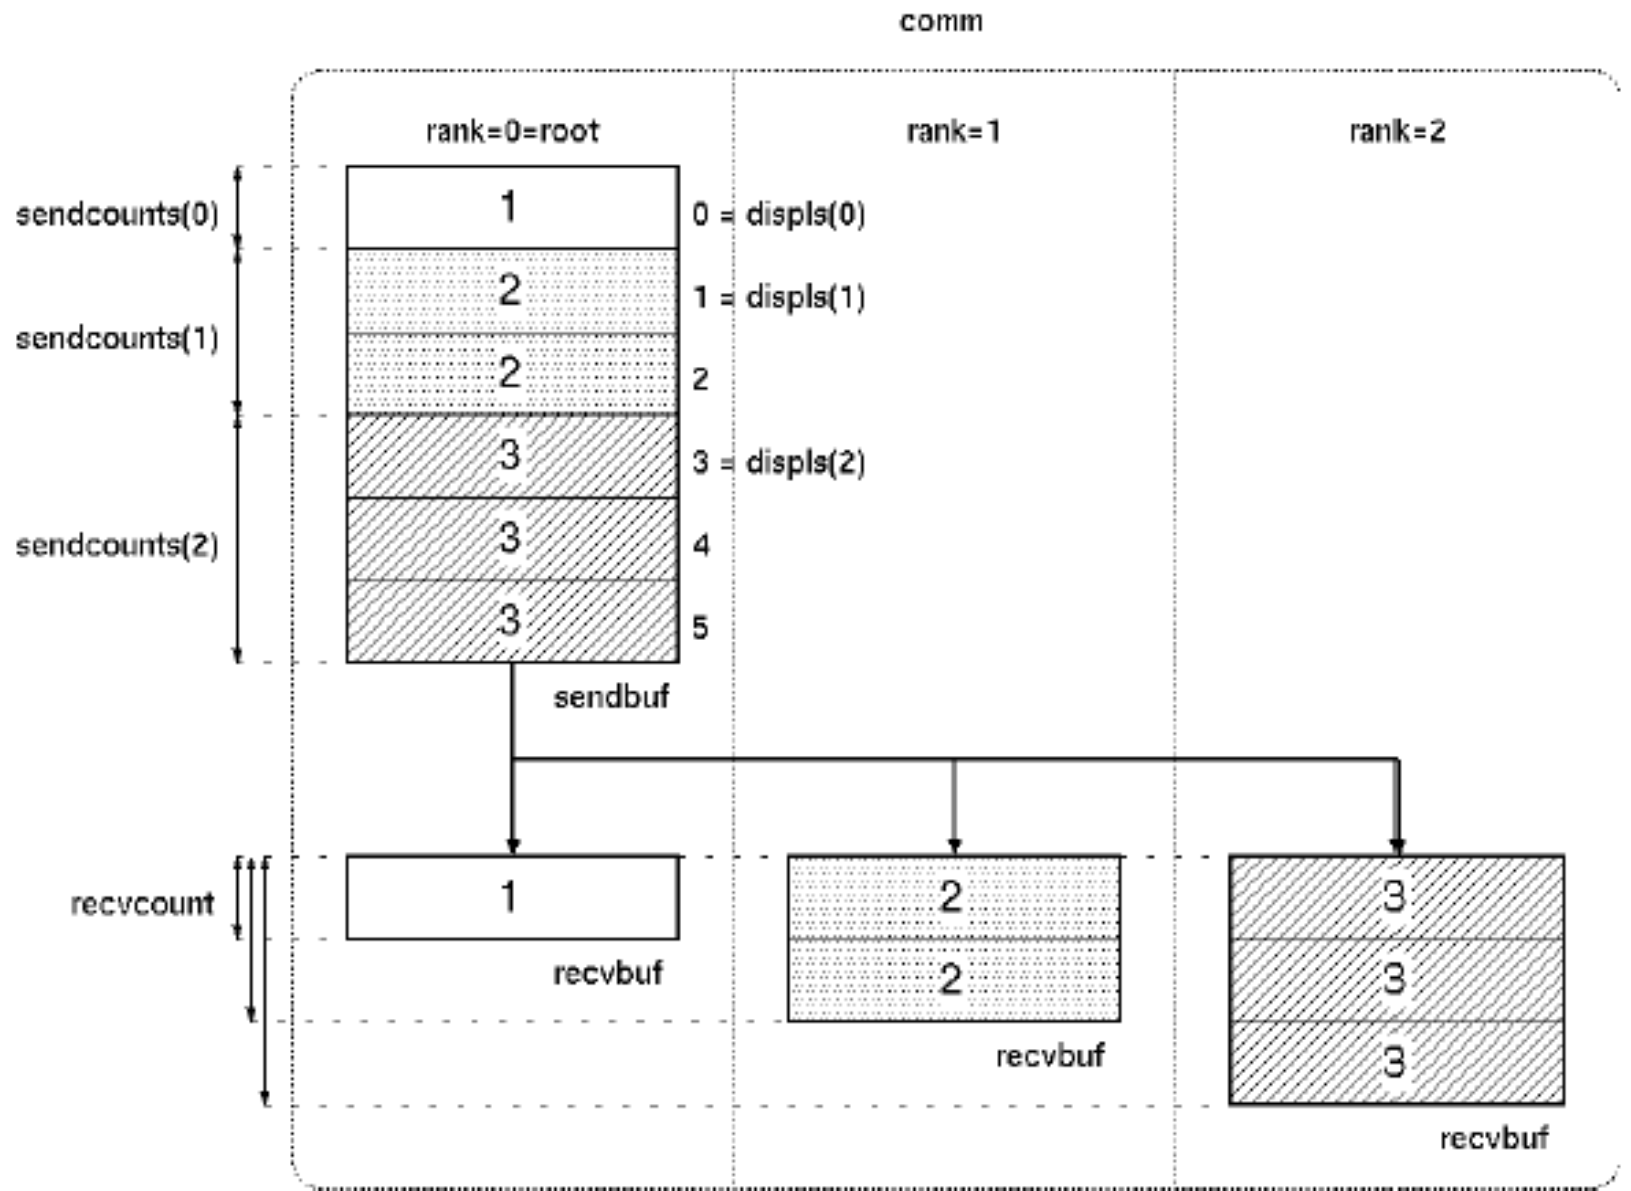 comm
rank=0=root
rank=1
rank=2
sendcounts(0)
1
0 = displs(0)
2
1 = displs(1)
sendcounts(1)
2
2
3
3 = displs(2)
sendcounts(2)
3
4
3
5
sendbuf
recvcount
1
2
3
recvbuf
2
3
recvbuf
3
recvbuf